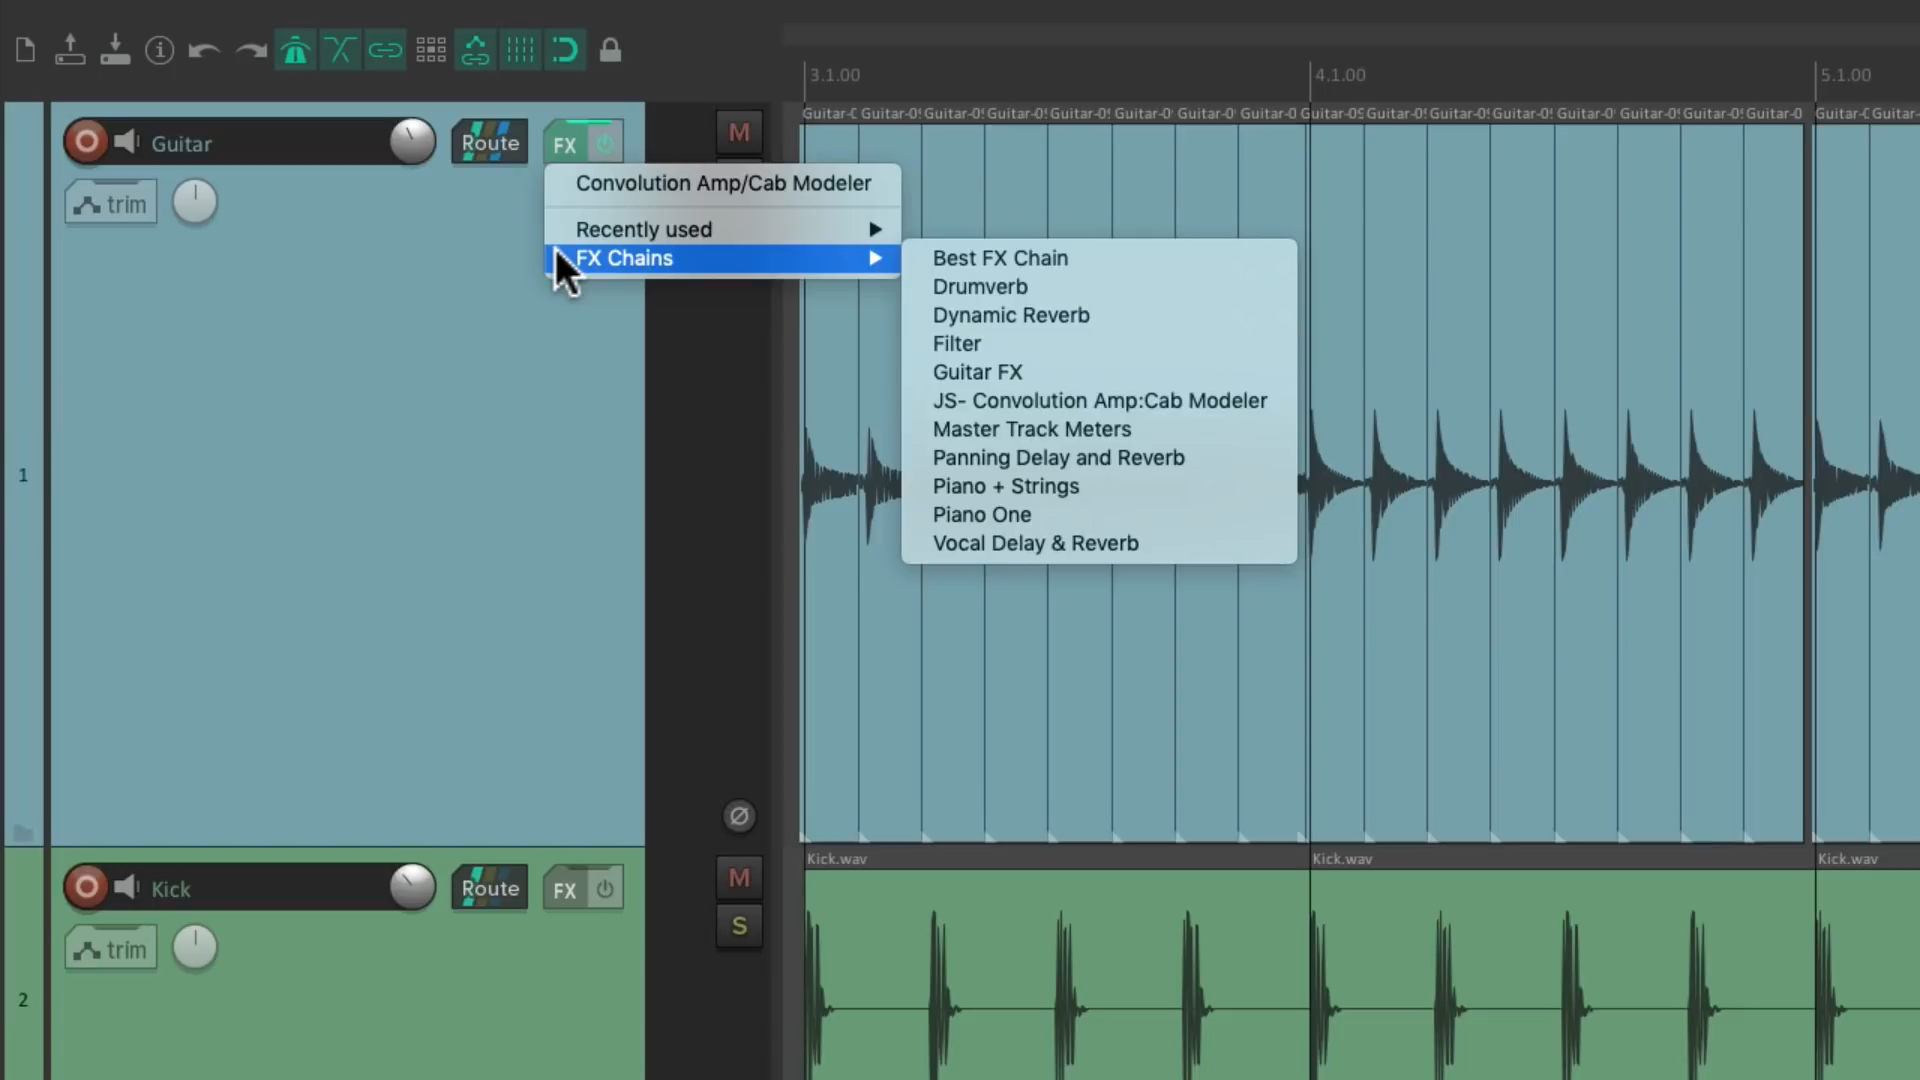 3.1.00
4.1.00
5.1.00
Guitar
Route
FX
M
Convolution Amp/Cab Modeler
trim
Recently used
FX Chains
Best FX Chain
Drumverb
Dynamic Reverb
Filter
Guitar FX
JS- Convolution Amp:Cab Modeler
Master Track Meters
Panning Delay and Reverb
Piano + Strings
Piano One
Vocal Delay & Reverb
1
Kick.wav
Kick.wav
Kick.wav
Kick
Route
FX
M
S
trim
2